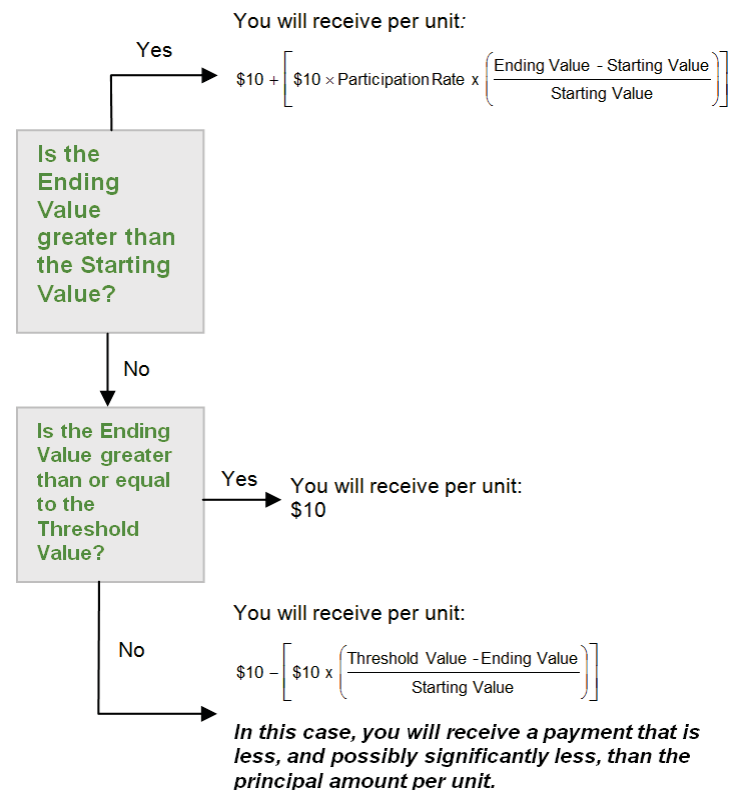 You will receive per unit:
Yes
$10 + [ $10 × Participation Rate x ( Ending Value - Starting Value
Starting Value ) ]
Is the
Ending
Value
greater than
the Starting
Value?
No
Is the Ending
Value greater
than or equal
to the
Threshold
Value?
Yes
You will receive per unit:
$10
You will receive per unit:
No
$10 – [ $10 x ( Threshold Value - Ending Value
Starting Value ) ]
In this case, you will receive a payment that is
less, and possibly significantly less, than the
principal amount per unit.